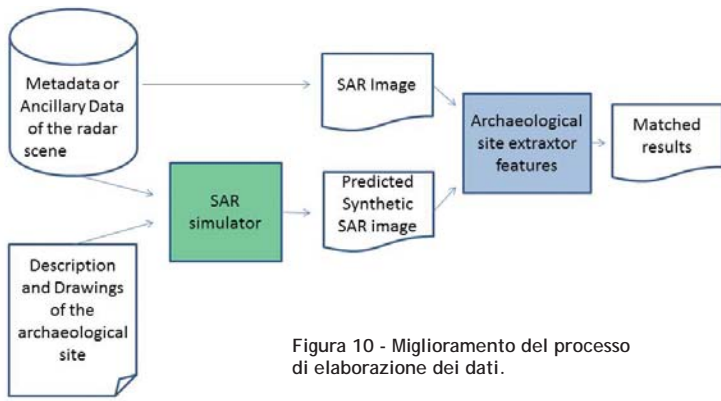 Metadata or
Ancillary Data
of the radar
scene
SAR Image
Archaeological
site extraxtor
features
Matched
results
SAR
simulator
Predicted
Synthetic
SAR image
Description
and Drawings
of the
archaeological
site
Figura 10 - Miglioramento del processo
di elaborazione dei dati.